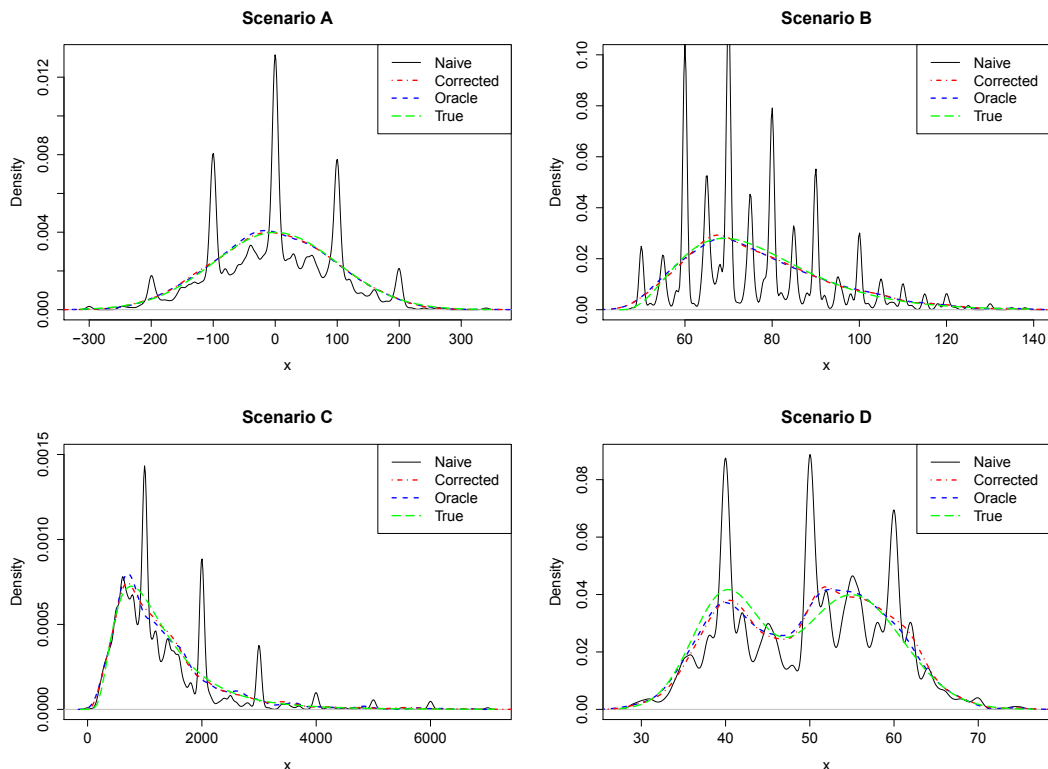 Scenario A
Density
0.000 0.004 0.008 0.012
−300 −200 −100 0 100 200 300
x
Naive
Corrected
Oracle
True
Scenario B
Density
0.00 0.02 0.04 0.06 0.08 0.10
60 80 100 120 140
x
Naive
Corrected
Oracle
True
Scenario C
Density
0.0000 0.0005 0.0010 0.0015
0 2000 4000 6000
x
Naive
Corrected
Oracle
True
Scenario D
Density
0.00 0.02 0.04 0.06 0.08
30 40 50 60 70
x
Naive
Corrected
Oracle
True